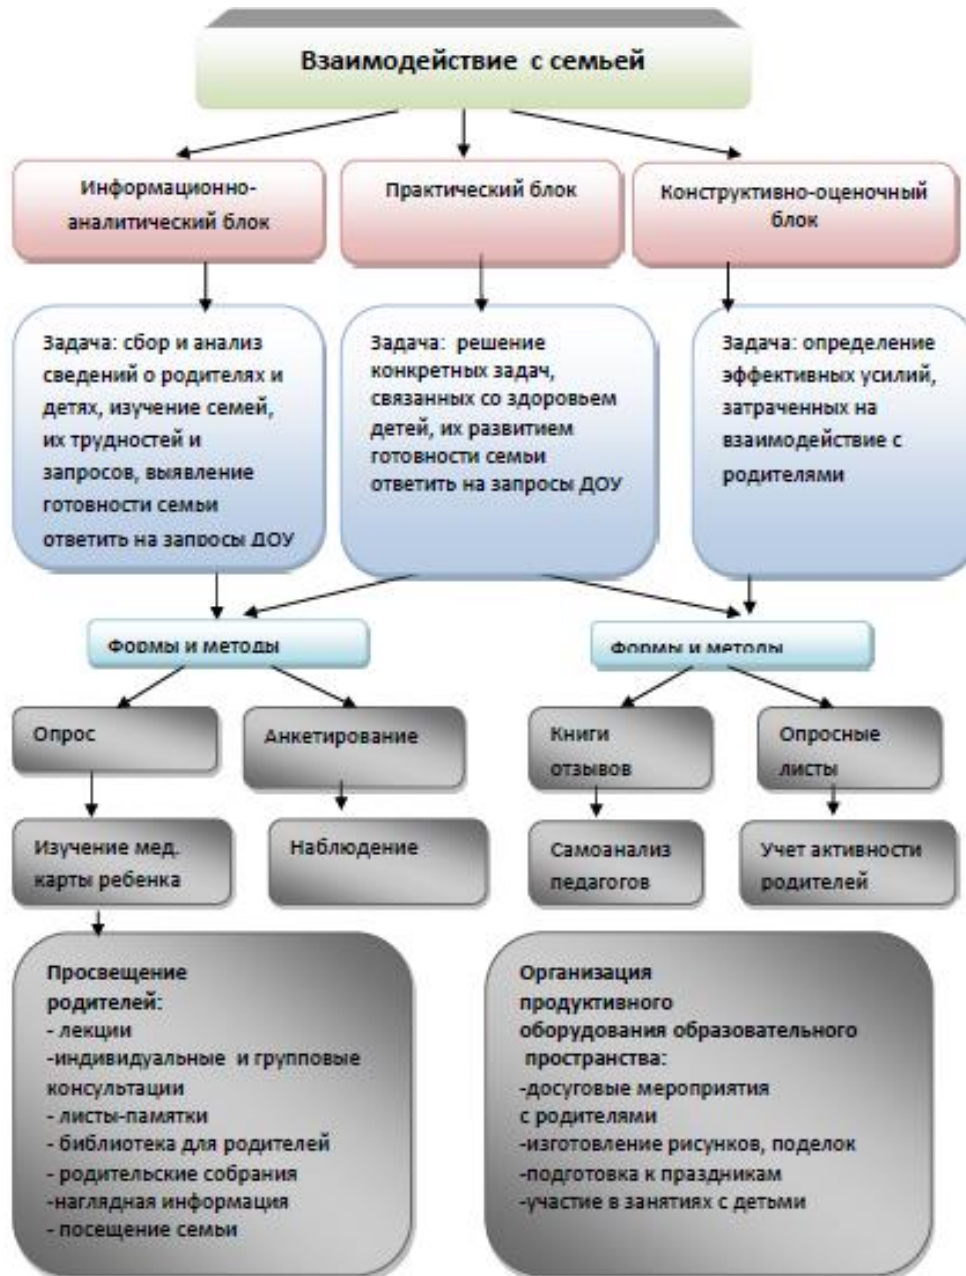 Взаимодействие с семьей
Информационно-
аналитический блок
Практический блок
Конструктивно-оценочный
блок
Задача: сбор и анализ
сведений о родителях и
детях, изучение семей,
их трудностей и
запросов, выявление
готовности семьи
ответить на запросы ДОУ
Задача: решение
конкретных задач,
связанных со здоровьем
детей, их развитием
готовности семьи
ответить на запросы ДОУ
Задача: определение
эффективных усилий,
затраченных на
взаимодействие с
родителями
Формы и методы
Формы и методы
Опрос
Анкетирование
Книги
отзывов
Опросные
листы
Изучение мед.
карты ребенка
Наблюдение
Самоанализ
педагогов
Учет активности
родителей
Просвещение
родителей:
- лекции
-индивидуальные и групповые
консультации
- листы-памятки
- библиотека для родителей
- родительские собрания
-наглядная информация
- посещение семьи
Организация
продуктивного
оборудования образовательного
пространства:
-досуговые мероприятия
с родителями
-изготовление рисунков, поделок
-подготовка к праздникам
-участие в занятиях с детьми